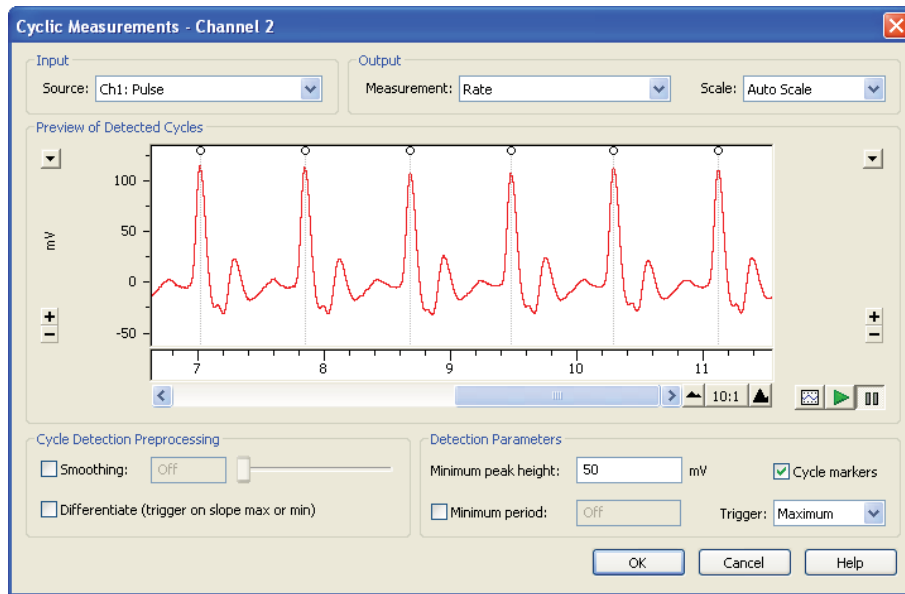 Cyclic Measurements - Channel 2
Input
Source: Ch1: Pulse
Output
Measurement: Rate
Scale: Auto Scale
Preview of Detected Cycles
100
50
mV
0
-50
7 8 9 10 11
10:1
Cycle Detection Preprocessing
Smoothing: Off
Differentiate (trigger on slope max or min)
Detection Parameters
Minimum peak height: 50 mV
Cycle markers
Minimum period: Off
Trigger: Maximum
OK Cancel Help